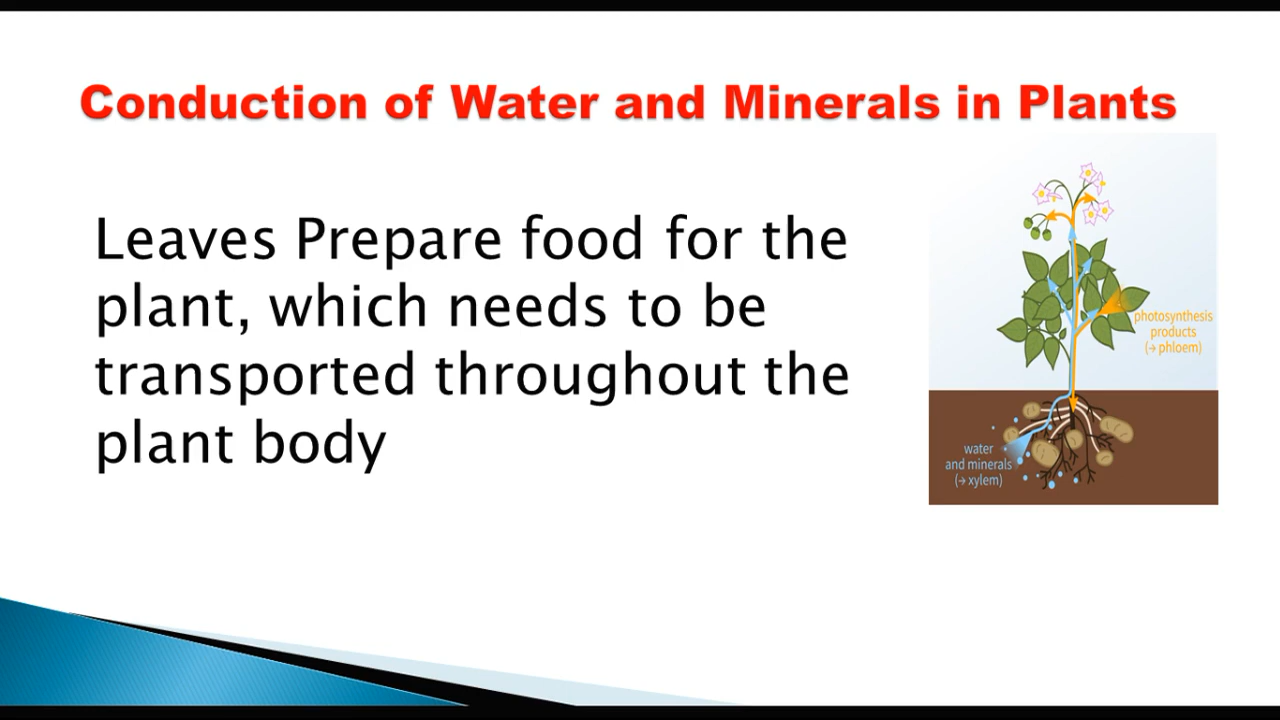 Conduction of Water and Minerals in Plants
Leaves Prepare food for the
plant, which needs to be
transported throughout the
plant body
photosynthesis
products
(→ phloem)
water
and minerals
(→ xylem)